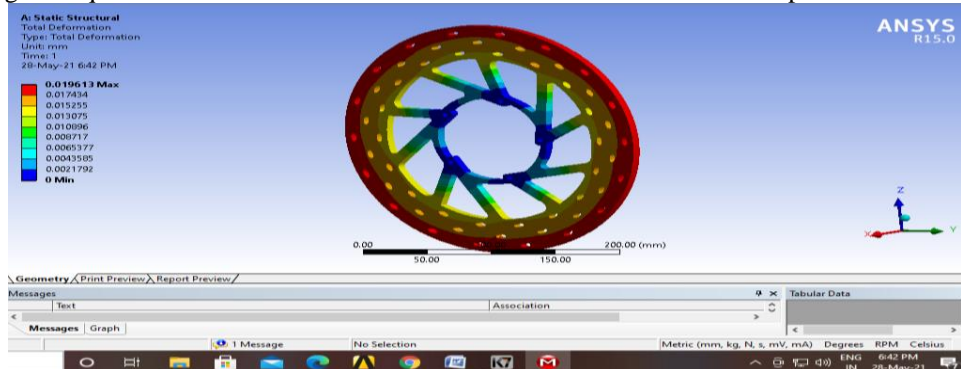 A: Static Structural
Total Deformation
Type: Total Deformation
Unit: mm
Time: 1
28-May-21 6:42 PM
0.019613 Max
0.017434
0.015255
0.013075
0.010896
0.008717
0.0065377
0.0043585
0.0021792
0 Min
ANSYS
R15.0
Z
X
Y
0.00
200.00 (mm)
50.00
150.00
Geometry Print Preview Report Preview
Messages
Tabular Data
Text
Association
Messages Graph
1 Message
No Selection
Metric (mm, kg, N, s, mV, mA) Degrees RPM Celsius
ENG 6:42 PM
IN 28-May-21